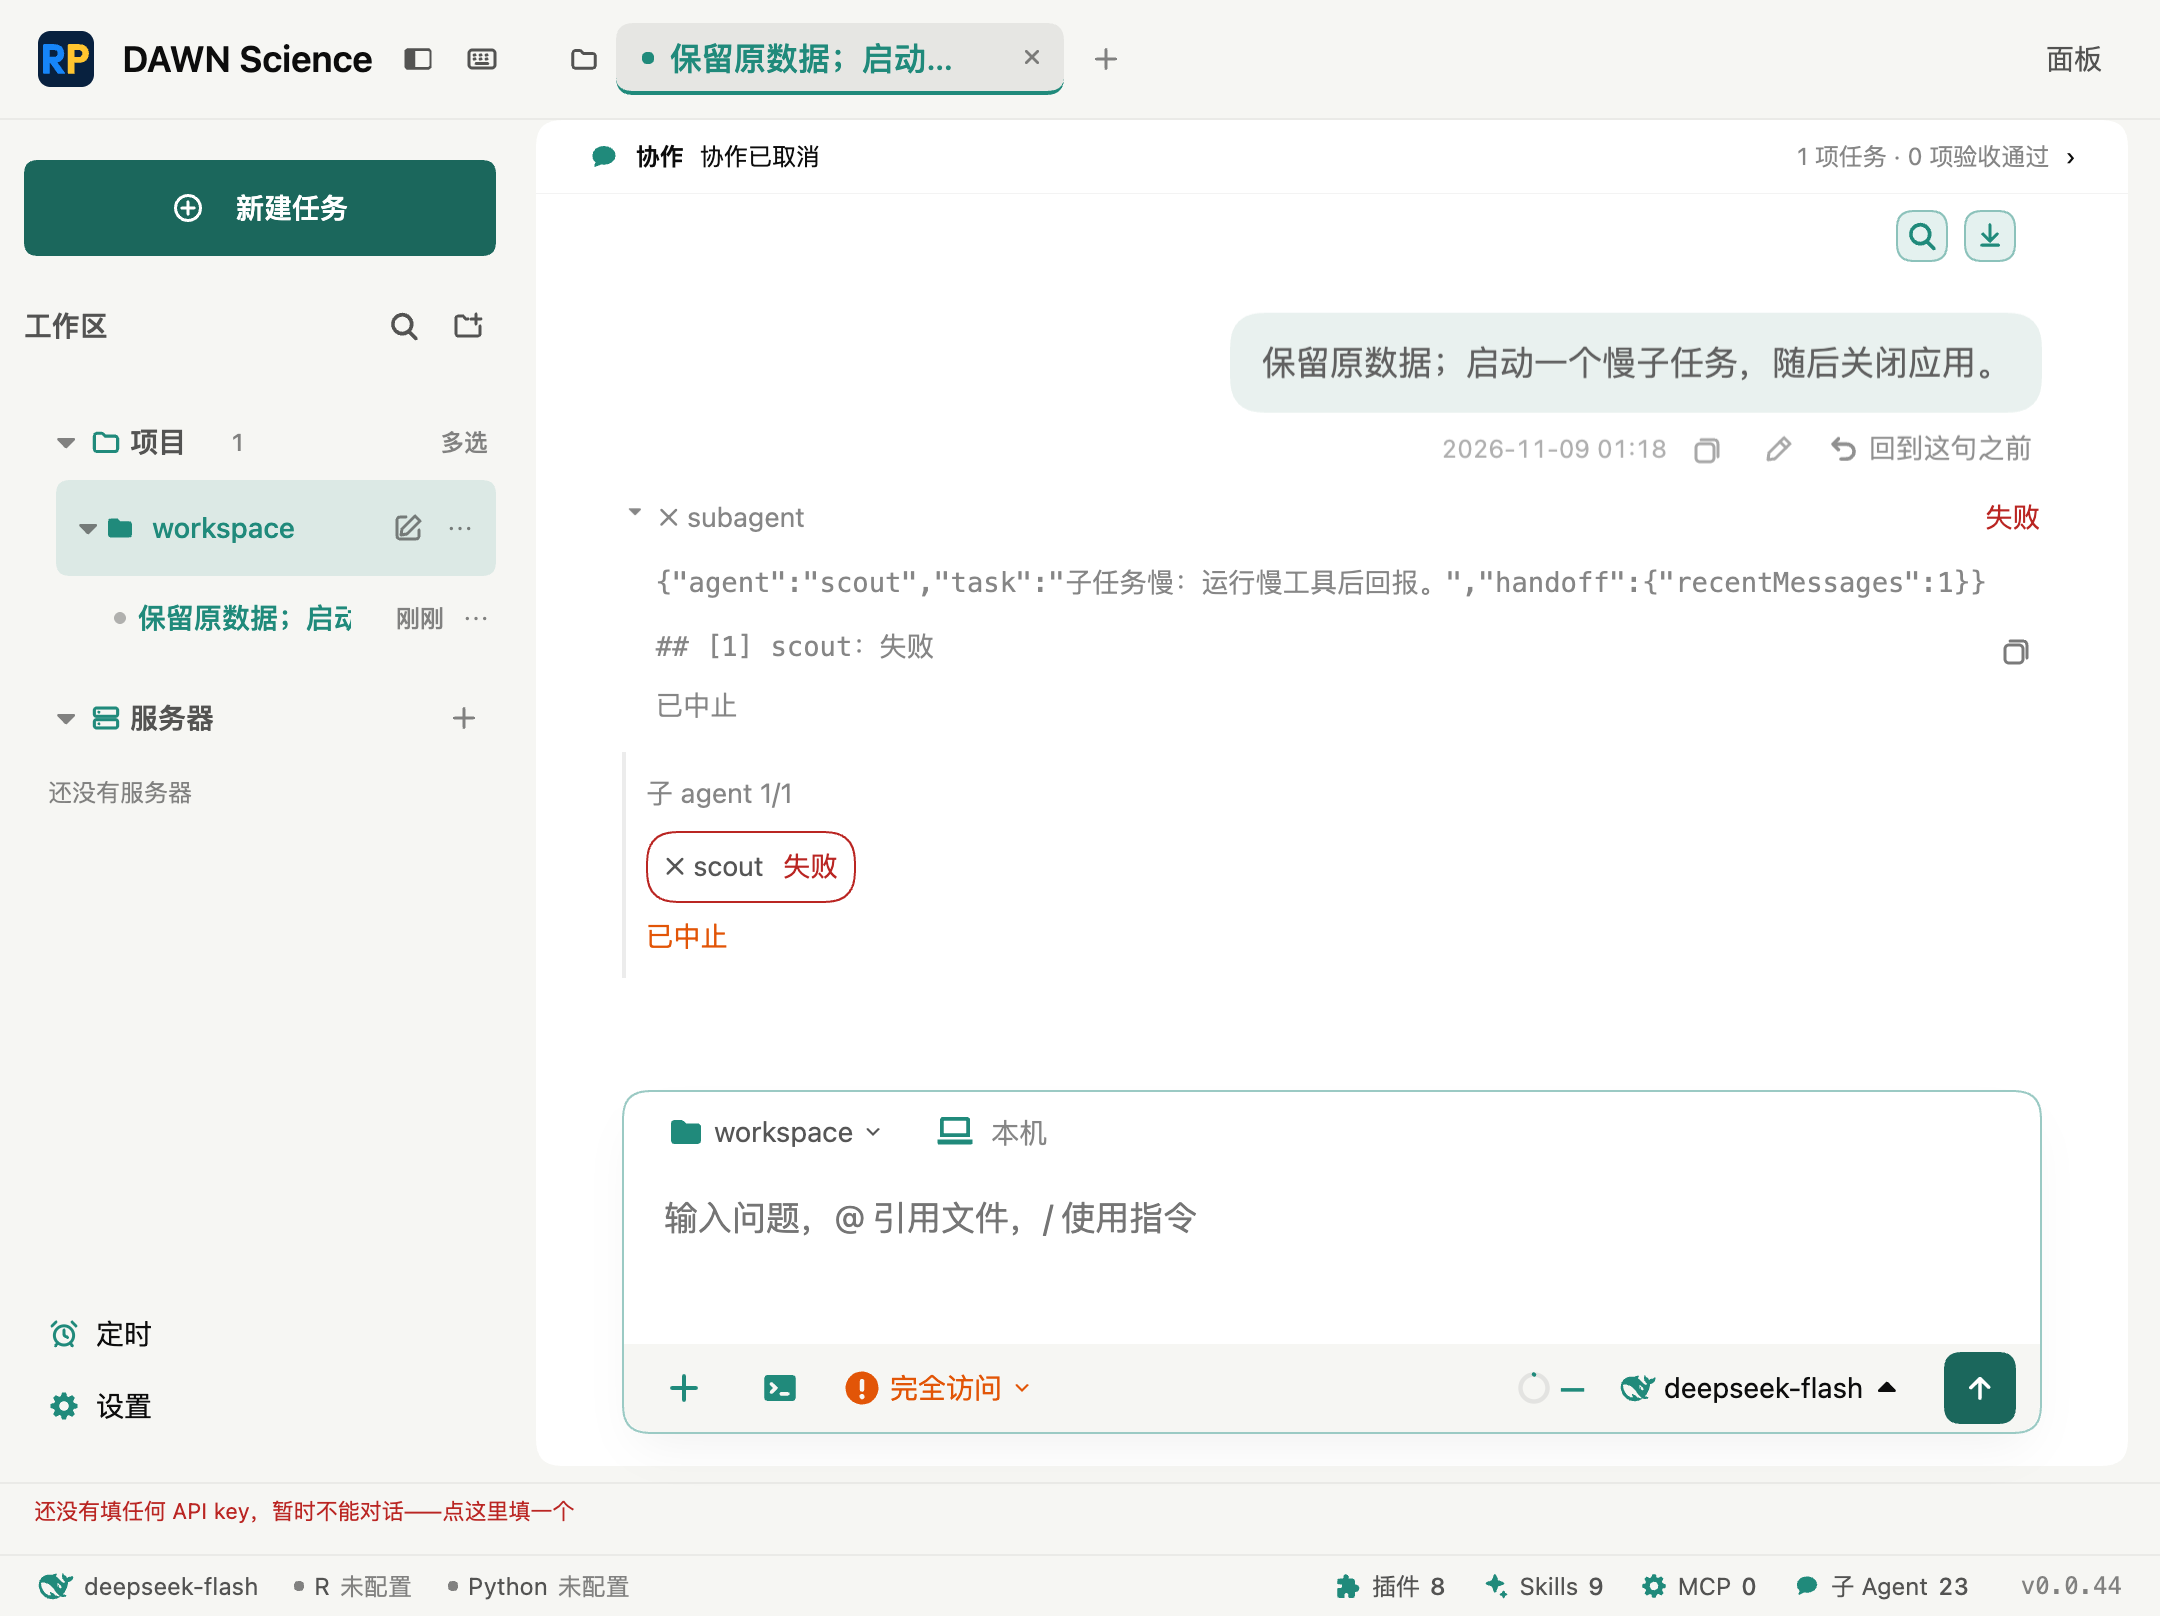 RP DAWN Science
保留原数据；启动...
面板
新建任务
协作 协作已取消
1 项任务 · 0 项验收通过 ›
工作区
保留原数据；启动一个慢子任务，随后关闭应用。
项目 1 多选
2026-11-09 01:18 回到这句之前
workspace
subagent 失败
{"agent":"scout","task":"子任务慢：运行慢工具后回报。","handoff":{"recentMessages":1}}
保留原数据；启动 刚刚
## [1] scout：失败
已中止
服务器
还没有服务器
子 agent 1/1
scout 失败
已中止
workspace 本机
输入问题，@ 引用文件，/ 使用指令
定时
设置
完全访问
deepseek-flash
还没有填任何 API key，暂时不能对话——点这里填一个
deepseek-flash R 未配置 Python 未配置
插件 8 Skills 9 MCP 0 子 Agent 23 v0.0.44